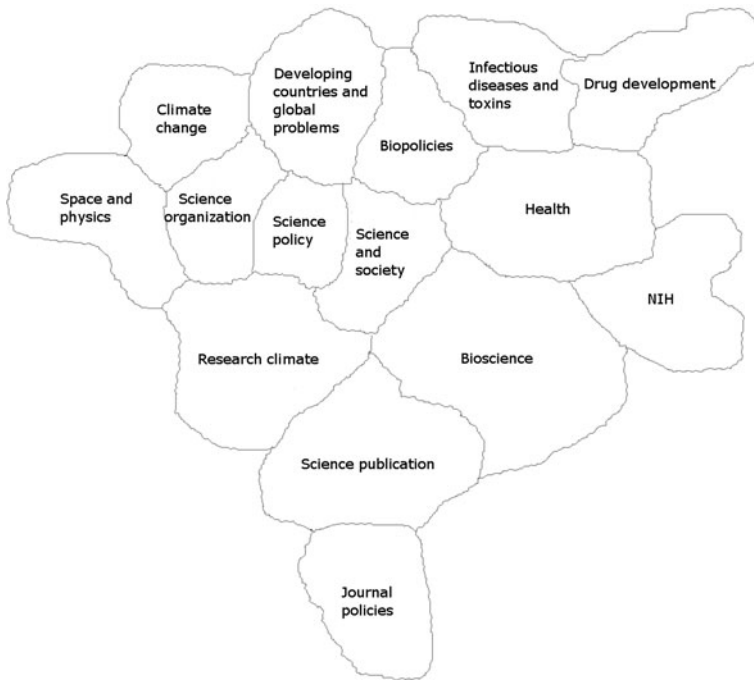 Developing
countries and
global
problems
Infectious
diseases and
toxins
Drug development
Climate
change
Biopolicies
Space and
physics
Science
organization
Science
policy
Science
and
society
Health
NIH
Research climate
Bioscience
Science publication
Journal
policies